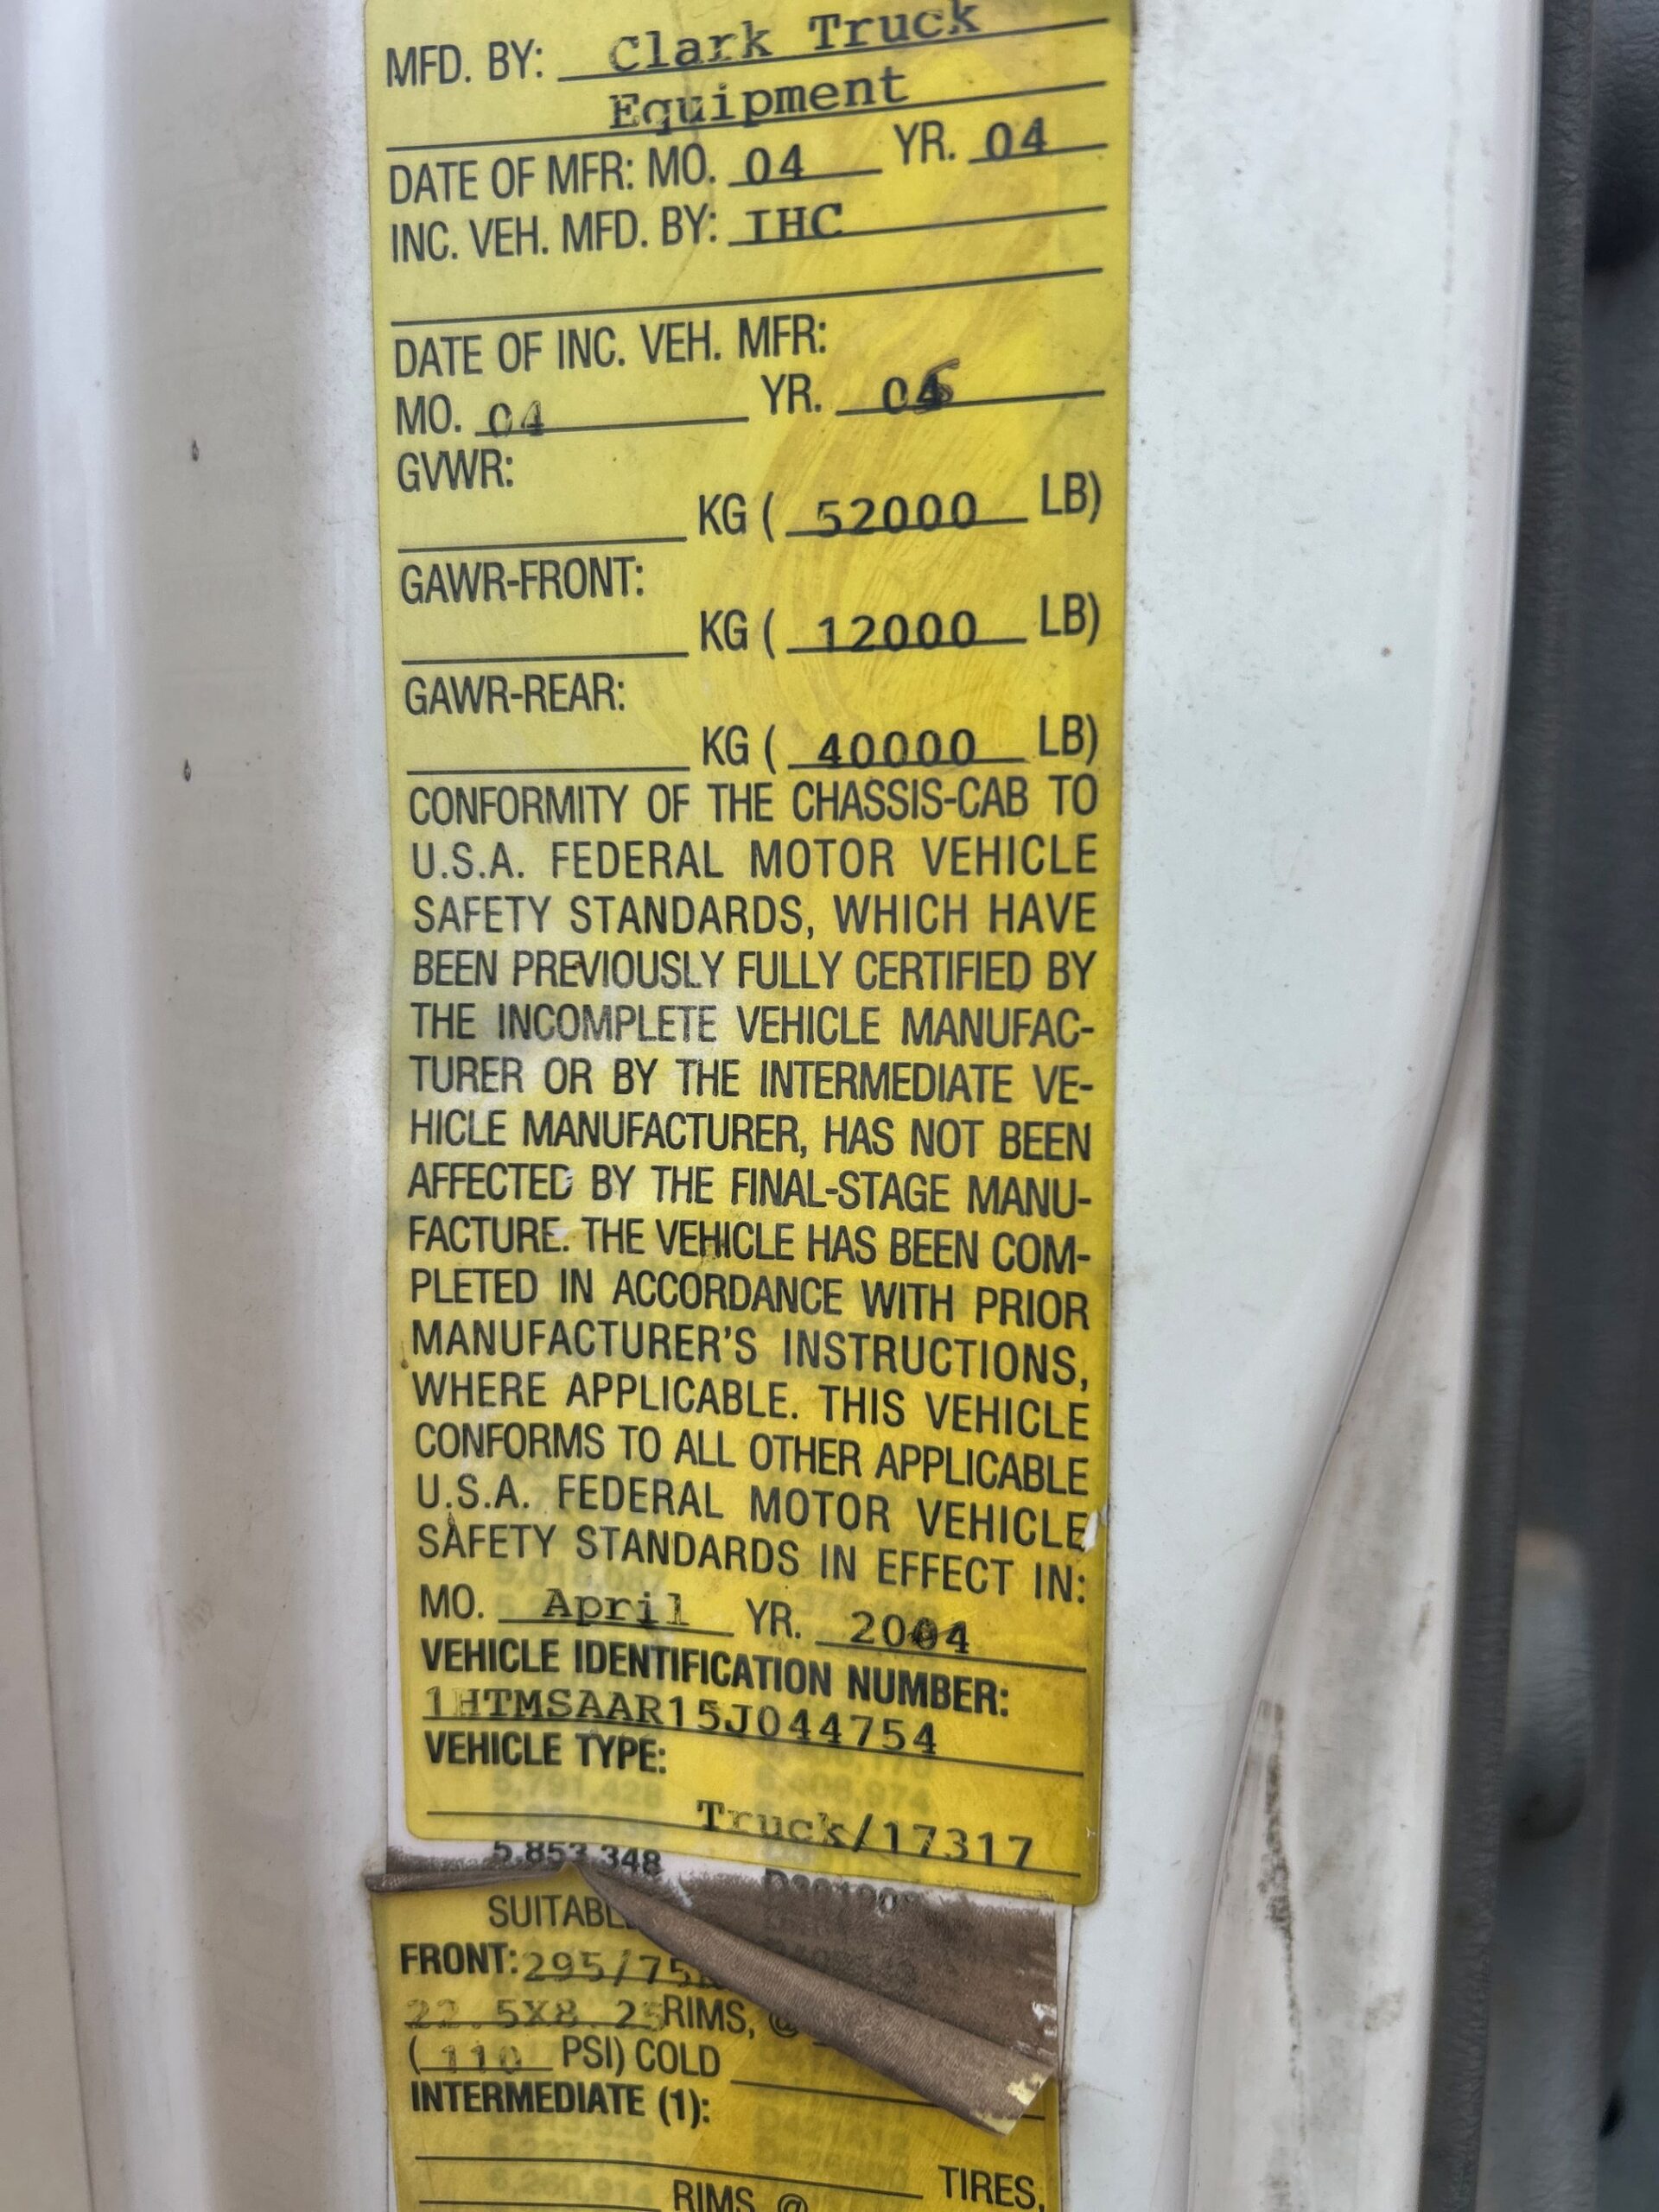 MFD. BY: Clark Truck
Equipment
DATE OF MFR: MO. 04 YR. 04
INC. VEH. MFD. BY: IHC
DATE OF INC. VEH. MFR:
MO. 04 YR.
GVWR:
KG ( 52000 LB)
GAWR-FRONT:
KG ( 12000 LB)
GAWR-REAR:
KG ( 40000 LB)
CONFORMITY OF THE CHASSIS-CAB TO
U.S.A. FEDERAL MOTOR VEHICLE
SAFETY STANDARDS, WHICH HAVE
BEEN PREVIOUSLY FULLY CERTIFIED BY
THE INCOMPLETE VEHICLE MANUFAC-
TURER OR BY THE INTERMEDIATE VE-
HICLE MANUFACTURER, HAS NOT BEEN
AFFECTED BY THE FINAL-STAGE MANU-
FACTURE. THE VEHICLE HAS BEEN COM-
PLETED IN ACCORDANCE WITH PRIOR
MANUFACTURER'S INSTRUCTIONS,
WHERE APPLICABLE. THIS VEHICLE
CONFORMS TO ALL OTHER APPLICABLE
U.S.A. FEDERAL MOTOR VEHICLE
SAFETY STANDARDS IN EFFECT IN:
MO. April YR. 2004
VEHICLE IDENTIFICATION NUMBER:
1HTMSAAR15J044754
VEHICLE TYPE:
Truck/17317
5,853,348
FRONT: 295/75
22.5X8.25 RIMS, @
( 110 PSI) COLD
INTERMEDIATE (1):
TIRES,
RIMS, @